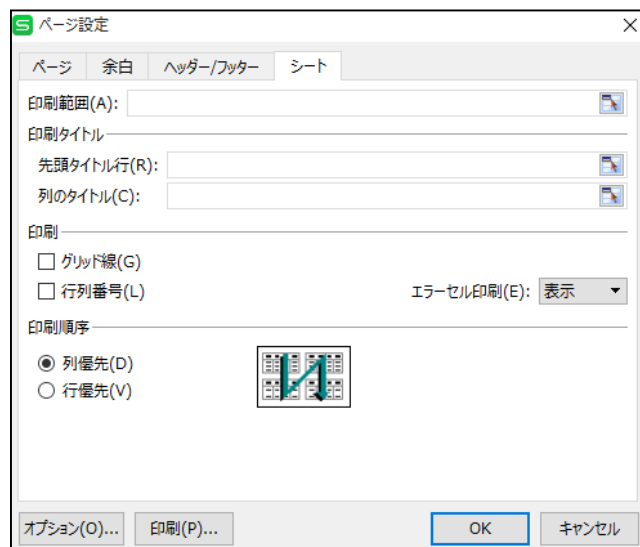 ページ設定
ページ 余白 ヘッダー/フッター シート
印刷範囲(A):
印刷タイトル
先頭タイトル行(R):
列のタイトル(C):
印刷
グリッド線(G)
行列番号(L) エラーセル印刷(E): 表示
印刷順序
列優先(D)
行優先(V)
オプション(O)... 印刷(P)... OK キャンセル